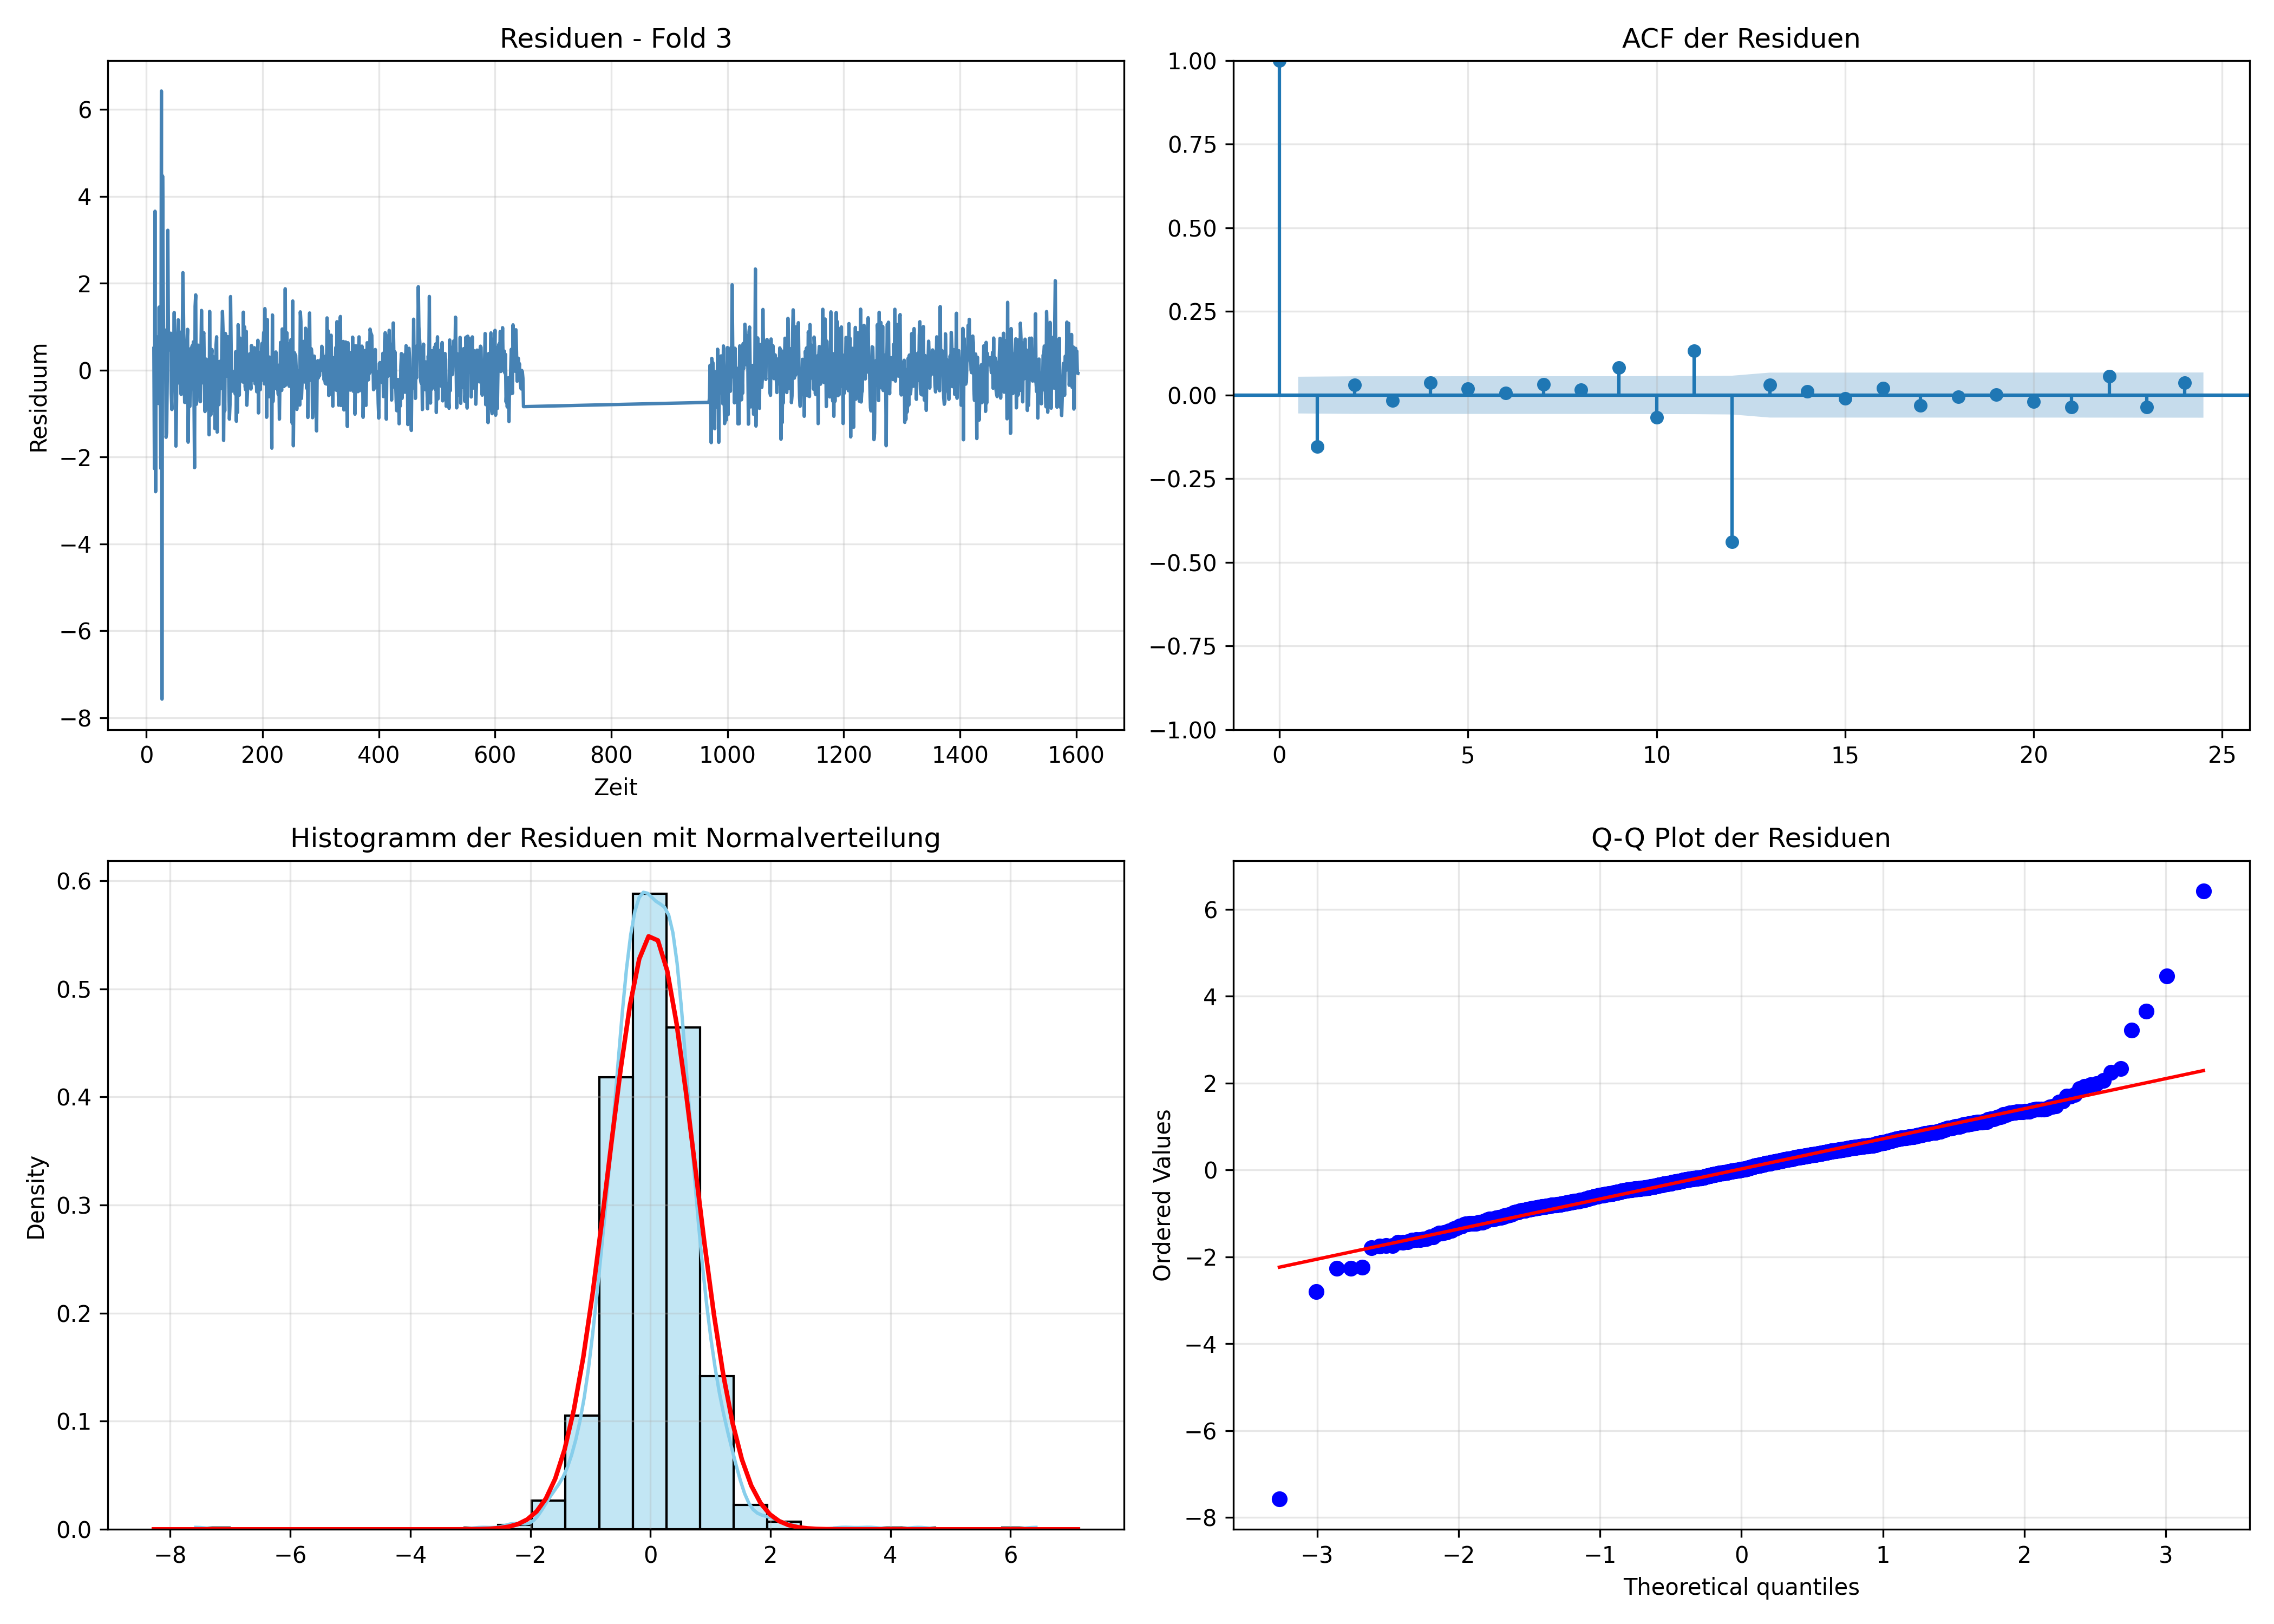 Residuen - Fold 3
6
4
2
0
−2
−4
−6
−8
Residuum
0 200 400 600 800 1000 1200 1400 1600
Zeit
ACF der Residuen
1.00
0.75
0.50
0.25
0.00
−0.25
−0.50
−0.75
−1.00
0 5 10 15 20 25
Histogramm der Residuen mit Normalverteilung
0.6
0.5
0.4
0.3
0.2
0.1
0.0
Density
−8 −6 −4 −2 0 2 4 6
Q-Q Plot der Residuen
6
4
2
0
−2
−4
−6
−8
Ordered Values
−3 −2 −1 0 1 2 3
Theoretical quantiles